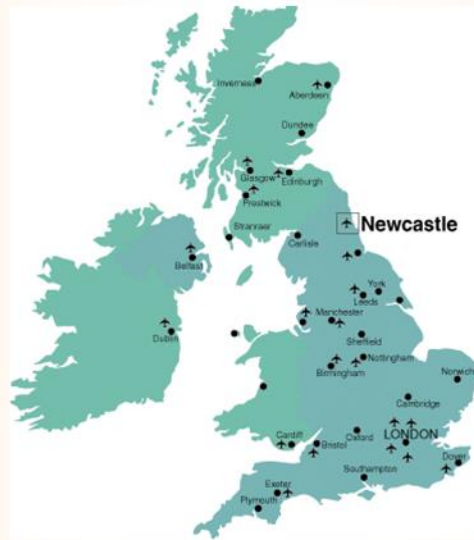 Inverness
Aberdeen
Dundee
Glasgow
Edinburgh
Prestwick
Stranraer
Newcastle
Carlisle
Belfast
York
Leeds
Dublin
Manchester
Sheffield
Nottingham
Birmingham
Norwich
Cambridge
Cardiff
Bristol
Oxford
LONDON
Dover
Southampton
Exeter
Plymouth